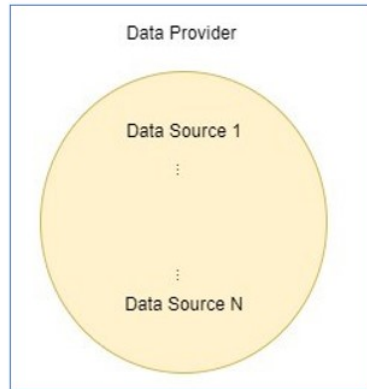 Data Provider
Data Source 1
⋮
⋮
Data Source N